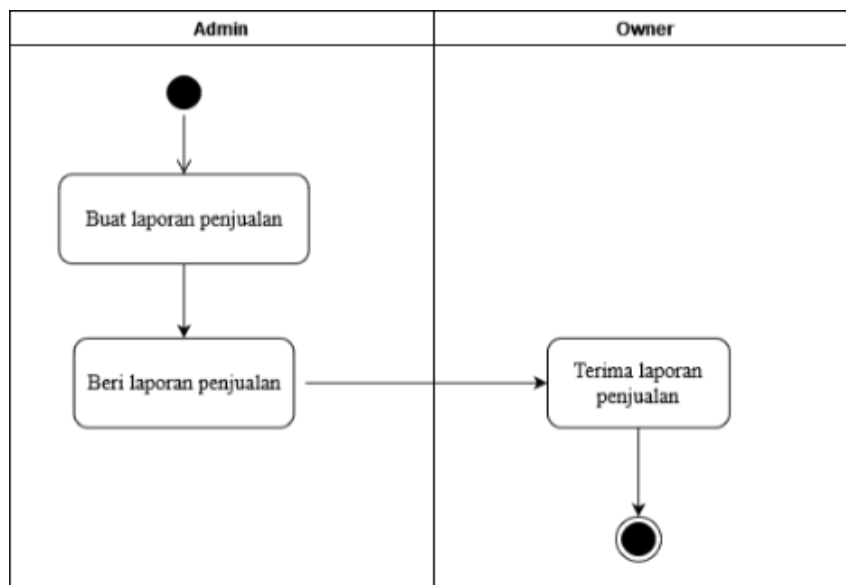 Admin
Owner
Buat laporan penjualan
Beri laporan penjualan
Terima laporan
penjualan